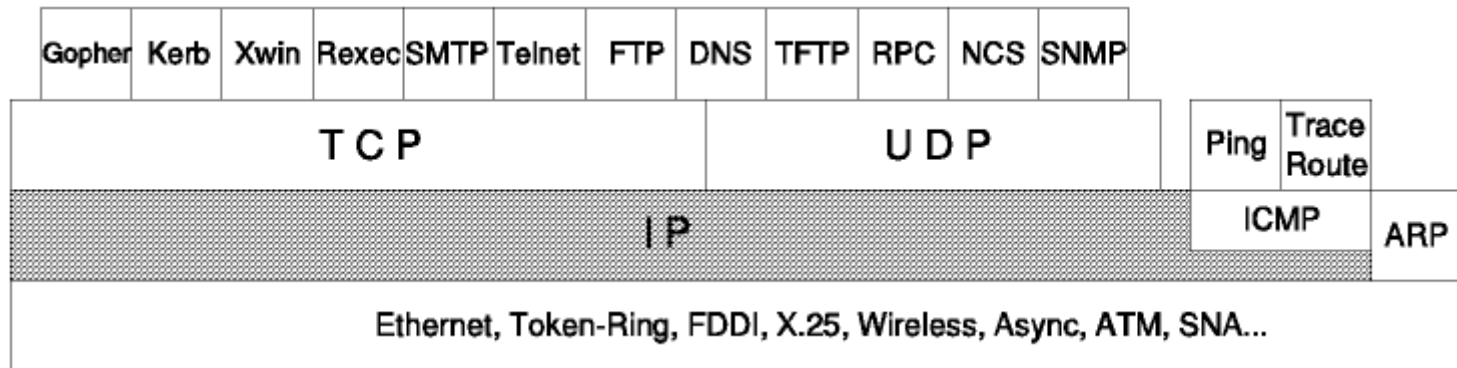 Gopher Kerb Xwin Rexec SMTP Telnet FTP DNS TFTP RPC NCS SNMP
TCP UDP Ping Trace
Route
IP ICMP ARP
Ethernet, Token-Ring, FDDI, X.25, Wireless, Async, ATM, SNA...